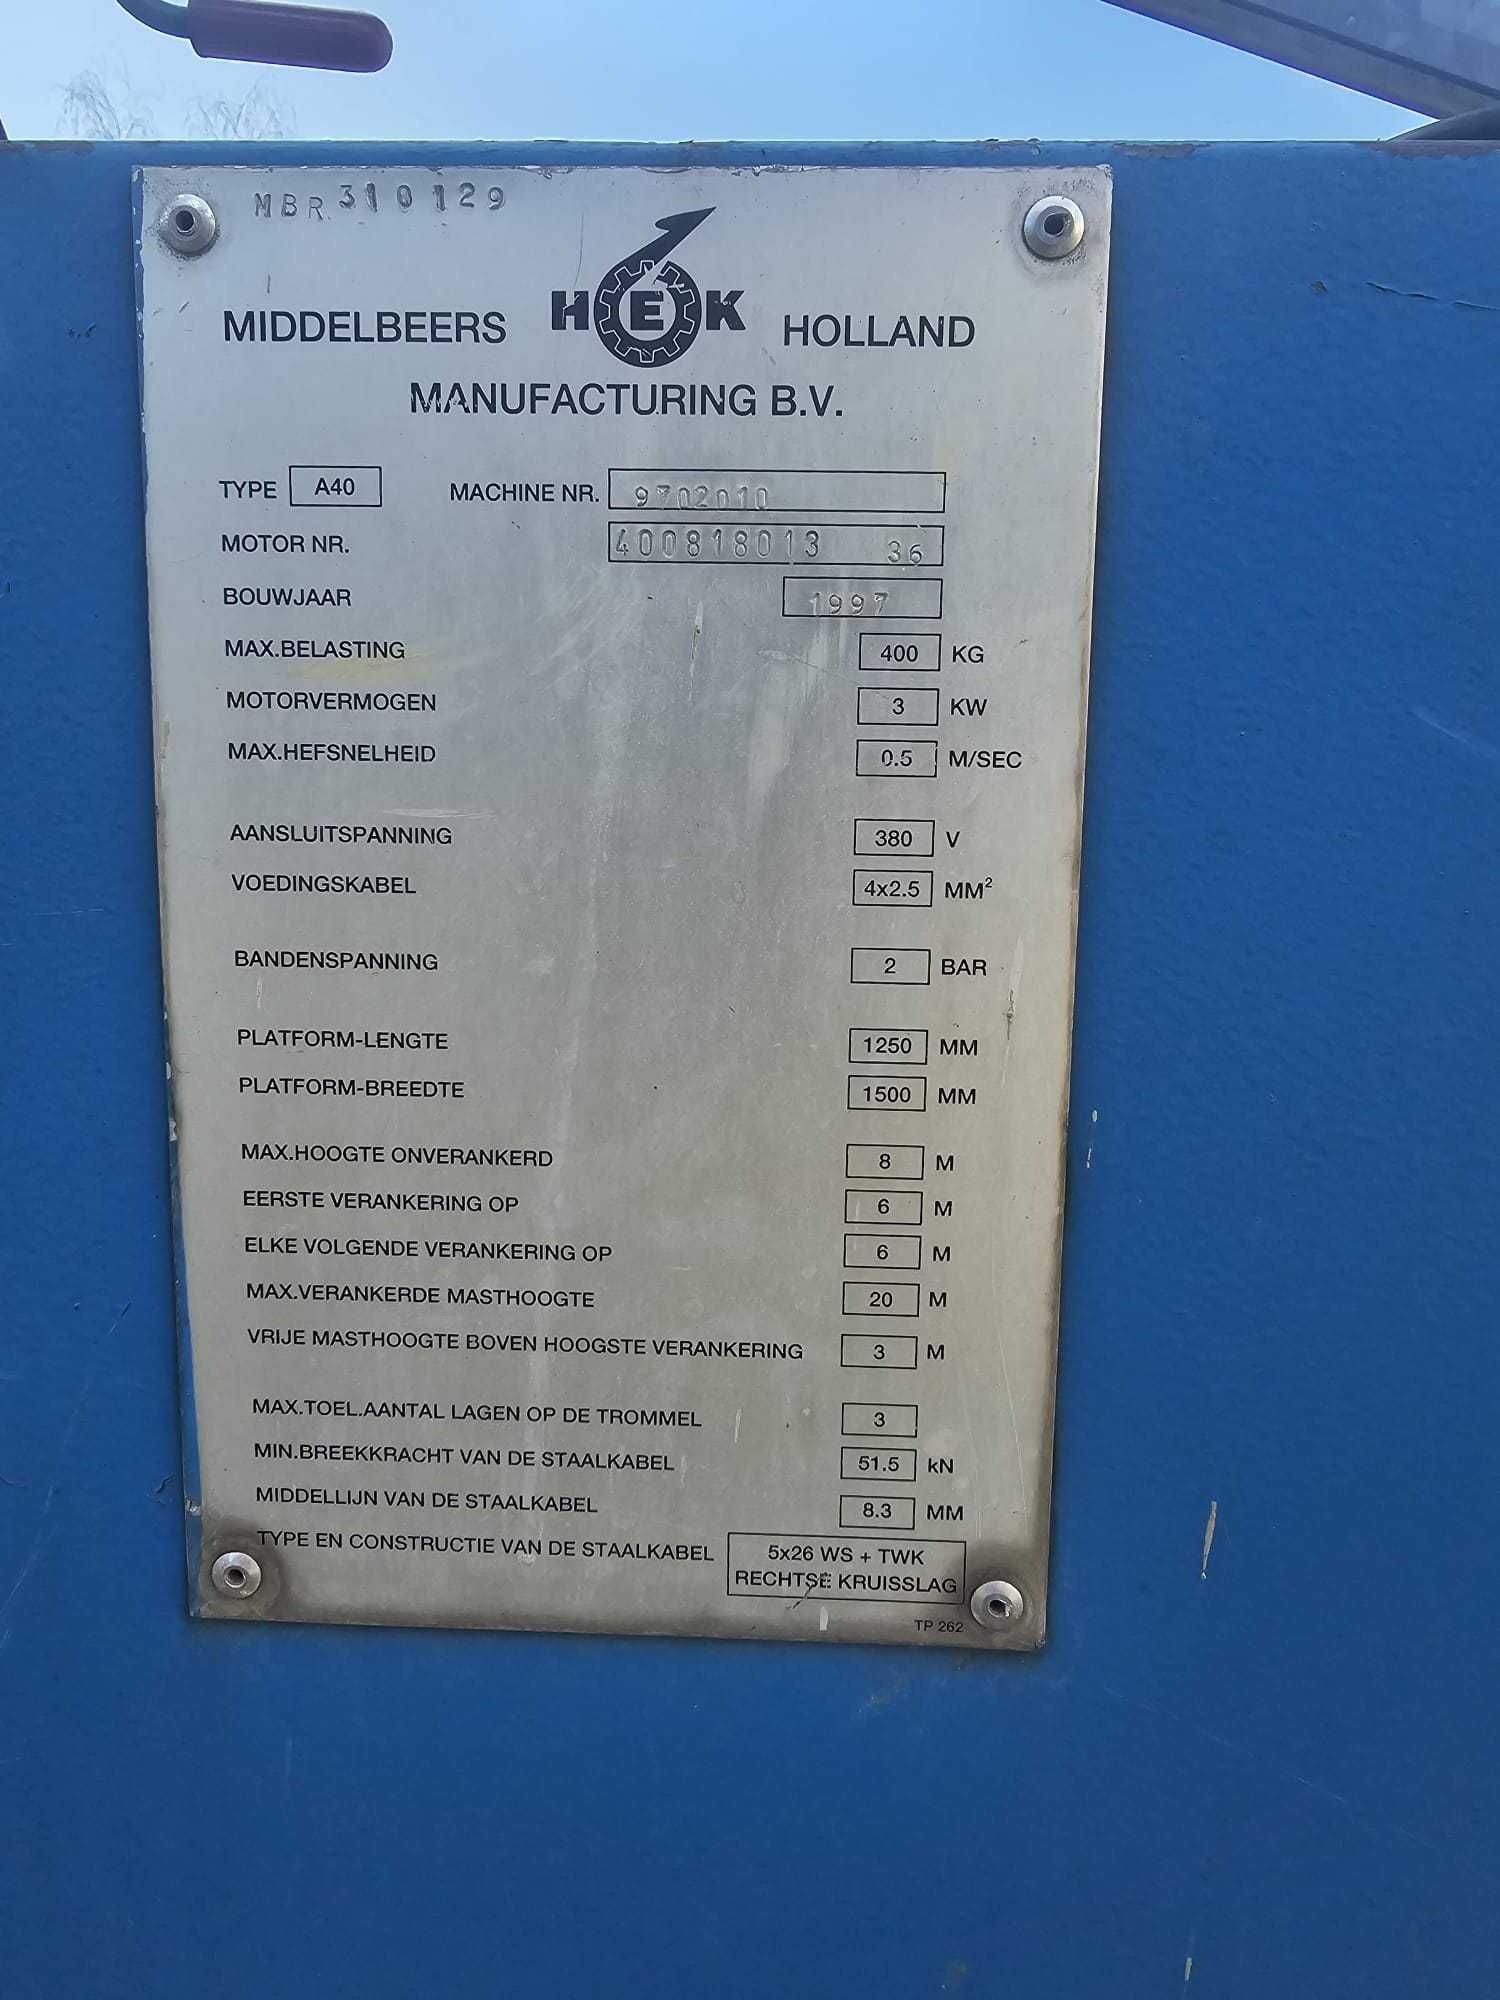 MBR 310129
MIDDELBEERS HEK HOLLAND
MANUFACTURING B.V.
TYPE A40 MACHINE NR. 9702010
MOTOR NR. 400818013 36
BOUWJAAR 1997
MAX.BELASTING 400 KG
MOTORVERMOGEN 3 KW
MAX.HEFSNELHEID 0.5 M/SEC
AANSLUITSPANNING 380 V
VOEDINGSKABEL 4x2.5 MM²
BANDENSPANNING 2 BAR
PLATFORM-LENGTE 1250 MM
PLATFORM-BREEDTE 1500 MM
MAX.HOOGTE ONVERANKERD 8 M
EERSTE VERANKERING OP 6 M
ELKE VOLGENDE VERANKERING OP 6 M
MAX.VERANKERDE MASTHOOGTE 20 M
VRIJE MASTHOOGTE BOVEN HOOGSTE VERANKERING 3 M
MAX.TOEL.AANTAL LAGEN OP DE TROMMEL 3
MIN.BREEKKRACHT VAN DE STAALKABEL 51.5 kN
MIDDELLIJN VAN DE STAALKABEL 8.3 MM
TYPE EN CONSTRUCTIE VAN DE STAALKABEL 5x26 WS + TWK
RECHTSE KRUISSLAG
TP 262